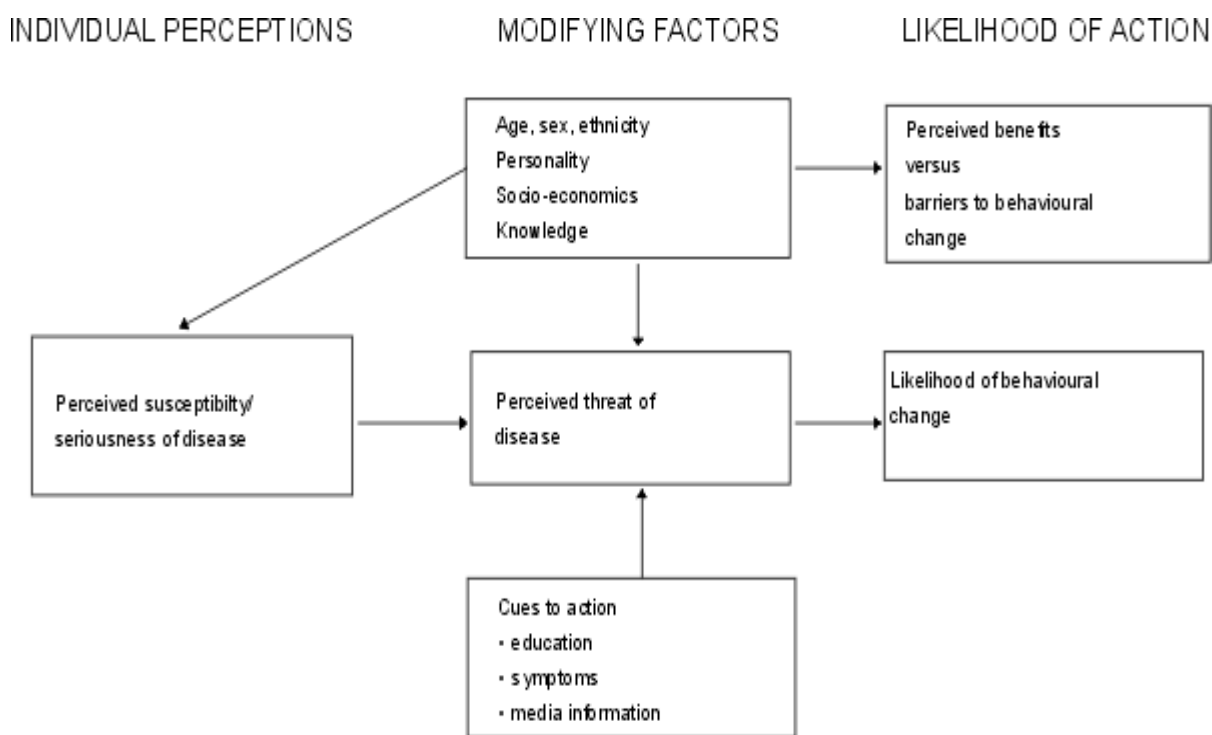 INDIVIDUAL PERCEPTIONS
MODIFYING FACTORS
LIKELIHOOD OF ACTION
Age, sex, ethnicity
Personality
Socio-economics
Knowledge
Perceived benefits
versus
barriers to behavioural
change
Perceived susceptibilty/
seriousness of disease
Perceived threat of
disease
Likelihood of behavioural
change
Cues to action
• education
• symptoms
• media information